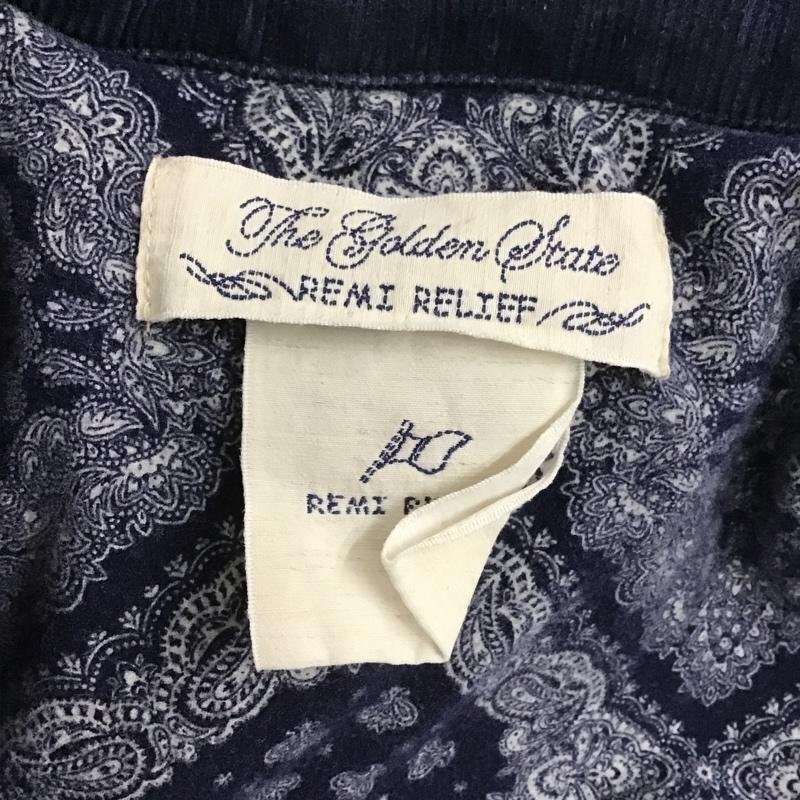 The Golden State
REMI RELIEF
REMI